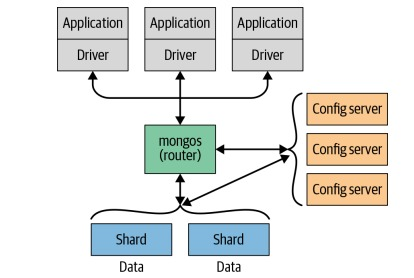 Application
Driver
Application
Driver
Application
Driver
mongos
(router)
Config server
Config server
Config server
Shard
Shard
Data
Data